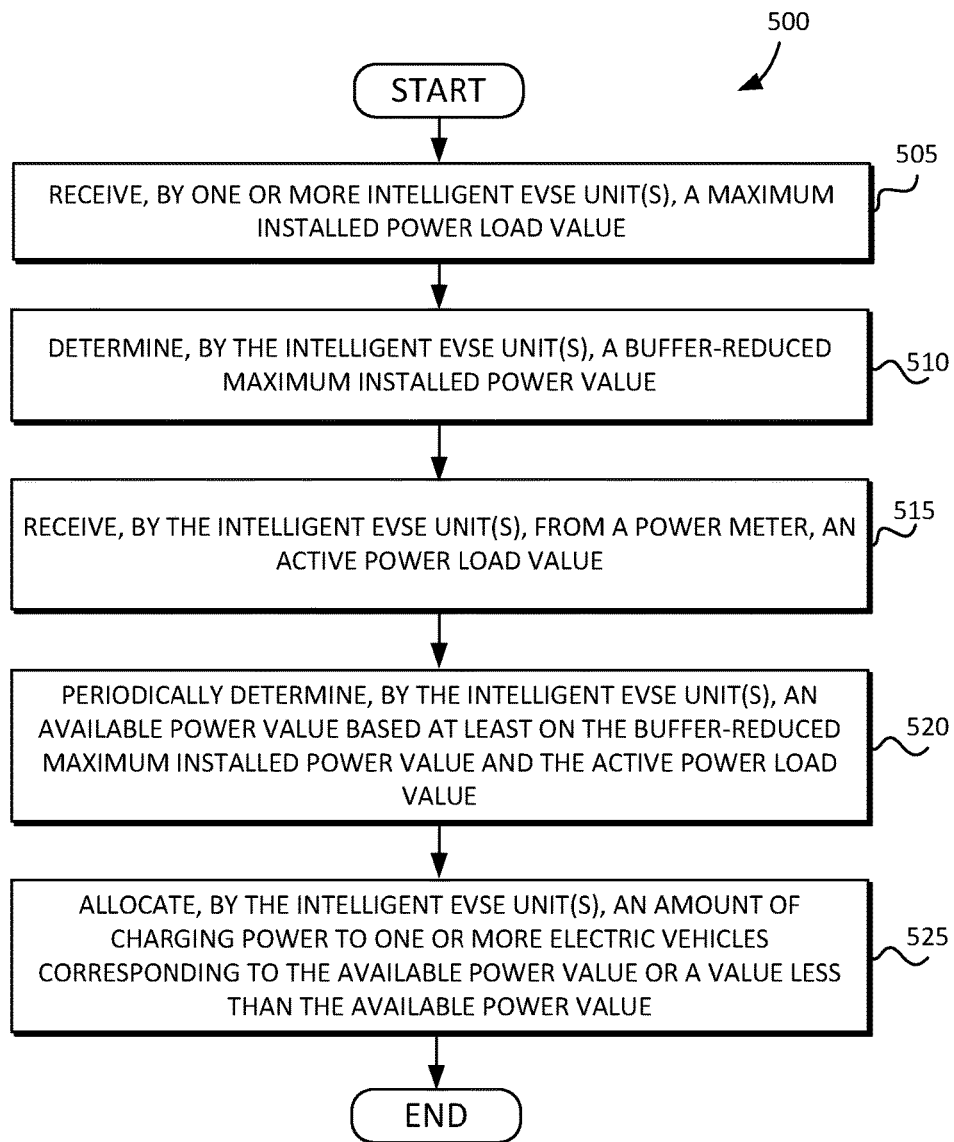 500
START
505
RECEIVE, BY ONE OR MORE INTELLIGENT EVSE UNIT(S), A MAXIMUM
INSTALLED POWER LOAD VALUE
DETERMINE, BY THE INTELLIGENT EVSE UNIT(S), A BUFFER-REDUCED
MAXIMUM INSTALLED POWER VALUE
510
RECEIVE, BY THE INTELLIGENT EVSE UNIT(S), FROM A POWER METER, AN
ACTIVE POWER LOAD VALUE
515
PERIODICALLY DETERMINE, BY THE INTELLIGENT EVSE UNIT(S), AN
AVAILABLE POWER VALUE BASED AT LEAST ON THE BUFFER-REDUCED
MAXIMUM INSTALLED POWER VALUE AND THE ACTIVE POWER LOAD
VALUE
520
ALLOCATE, BY THE INTELLIGENT EVSE UNIT(S), AN AMOUNT OF
CHARGING POWER TO ONE OR MORE ELECTRIC VEHICLES
CORRESPONDING TO THE AVAILABLE POWER VALUE OR A VALUE LESS
THAN THE AVAILABLE POWER VALUE
525
END